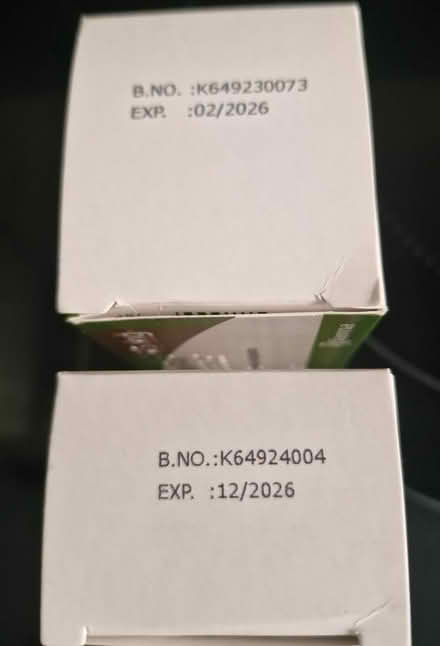 B.NO. :K649230073
EXP. :02/2026
B.NO.:K64924004
EXP. :12/2026